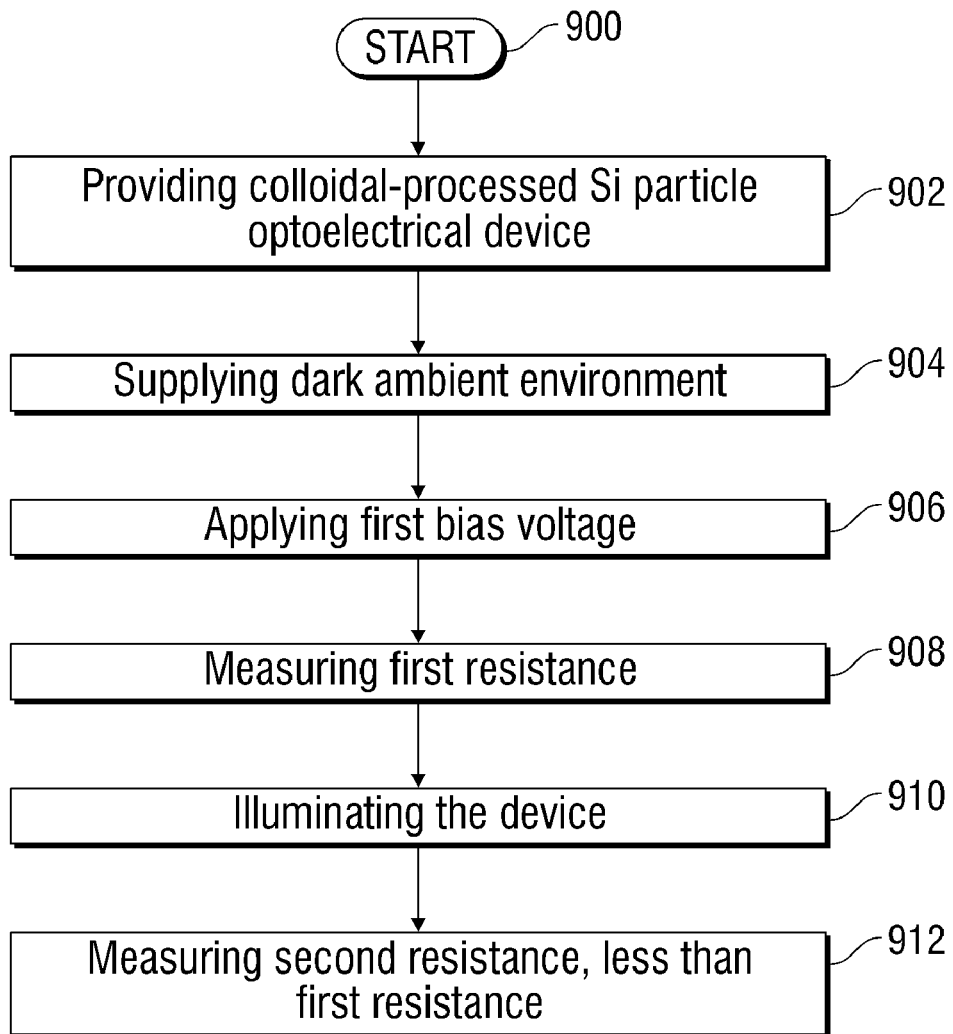 START
900
Providing colloidal-processed Si particle
optoelectrical device
902
Supplying dark ambient environment
904
Applying first bias voltage
906
Measuring first resistance
908
Illuminating the device
910
Measuring second resistance, less than
first resistance
912